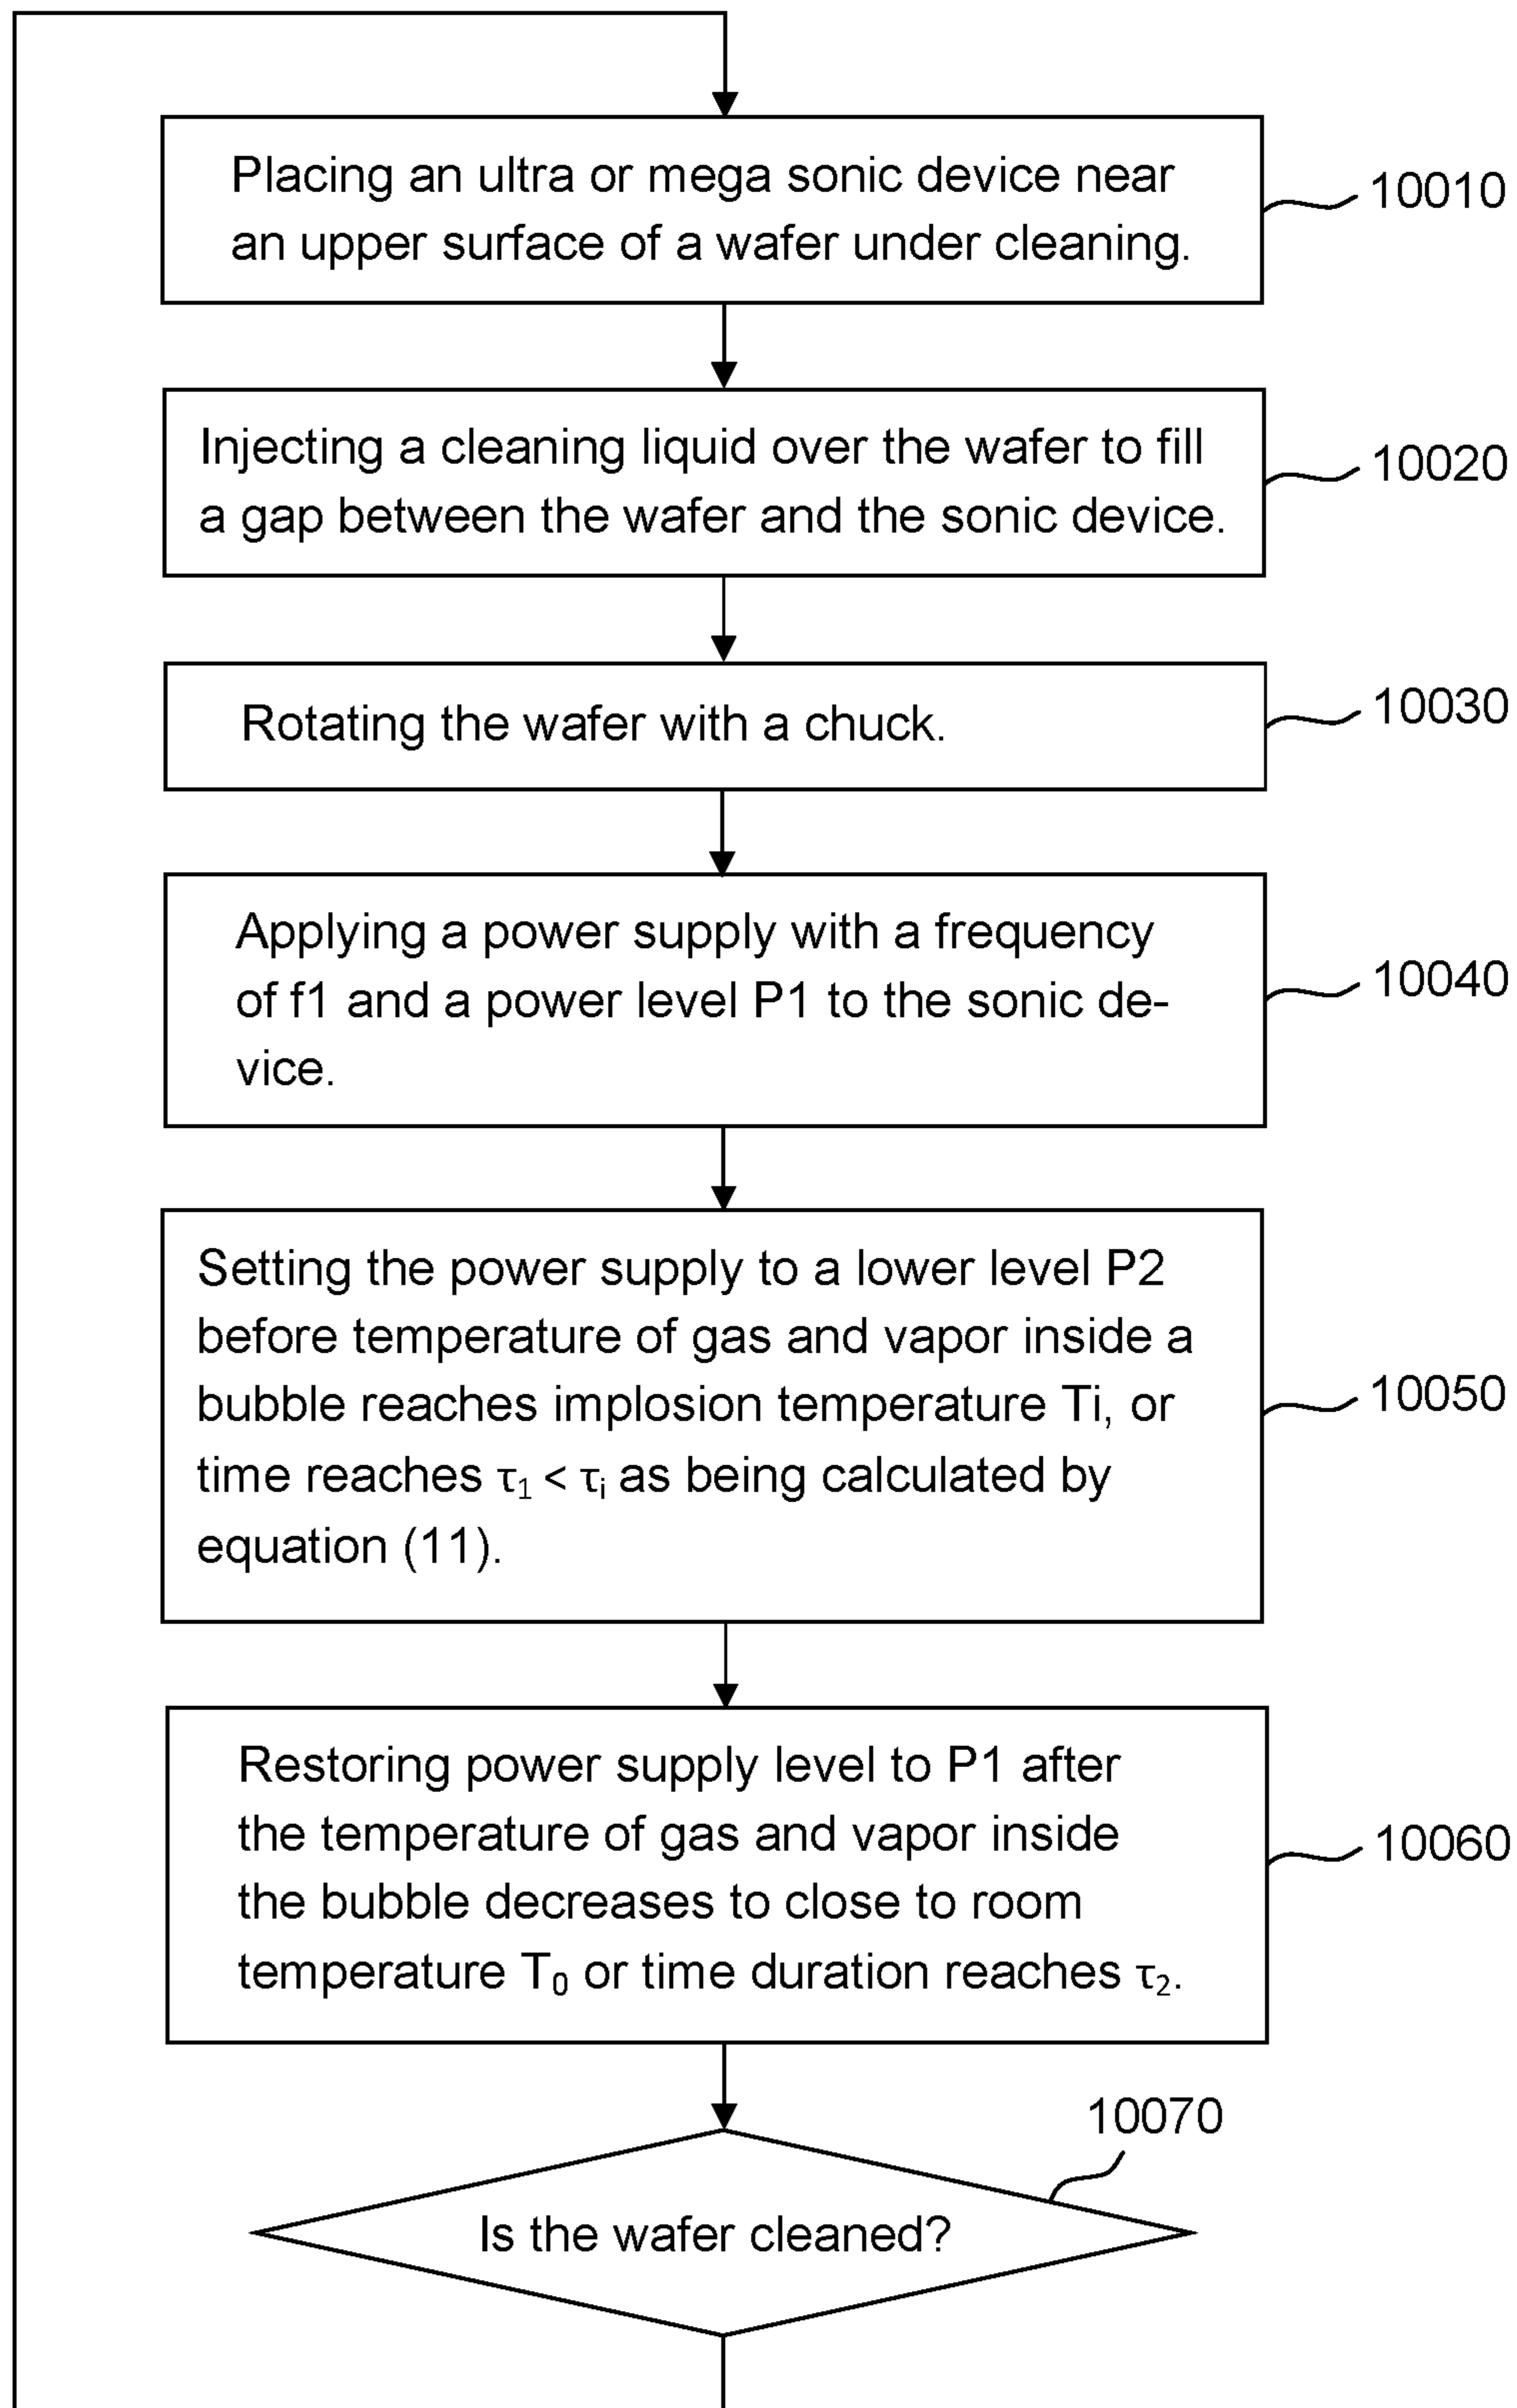 Placing an ultra or mega sonic device near
an upper surface of a wafer under cleaning.
10010
Injecting a cleaning liquid over the wafer to fill
a gap between the wafer and the sonic device.
10020
Rotating the wafer with a chuck.
10030
Applying a power supply with a frequency
of f1 and a power level P1 to the sonic de-
vice.
10040
Setting the power supply to a lower level P2
before temperature of gas and vapor inside a
bubble reaches implosion temperature Ti, or
time reaches τ₁ < τᵢ as being calculated by
equation (11).
10050
Restoring power supply level to P1 after
the temperature of gas and vapor inside
the bubble decreases to close to room
temperature T₀ or time duration reaches τ₂.
10060
10070
Is the wafer cleaned?